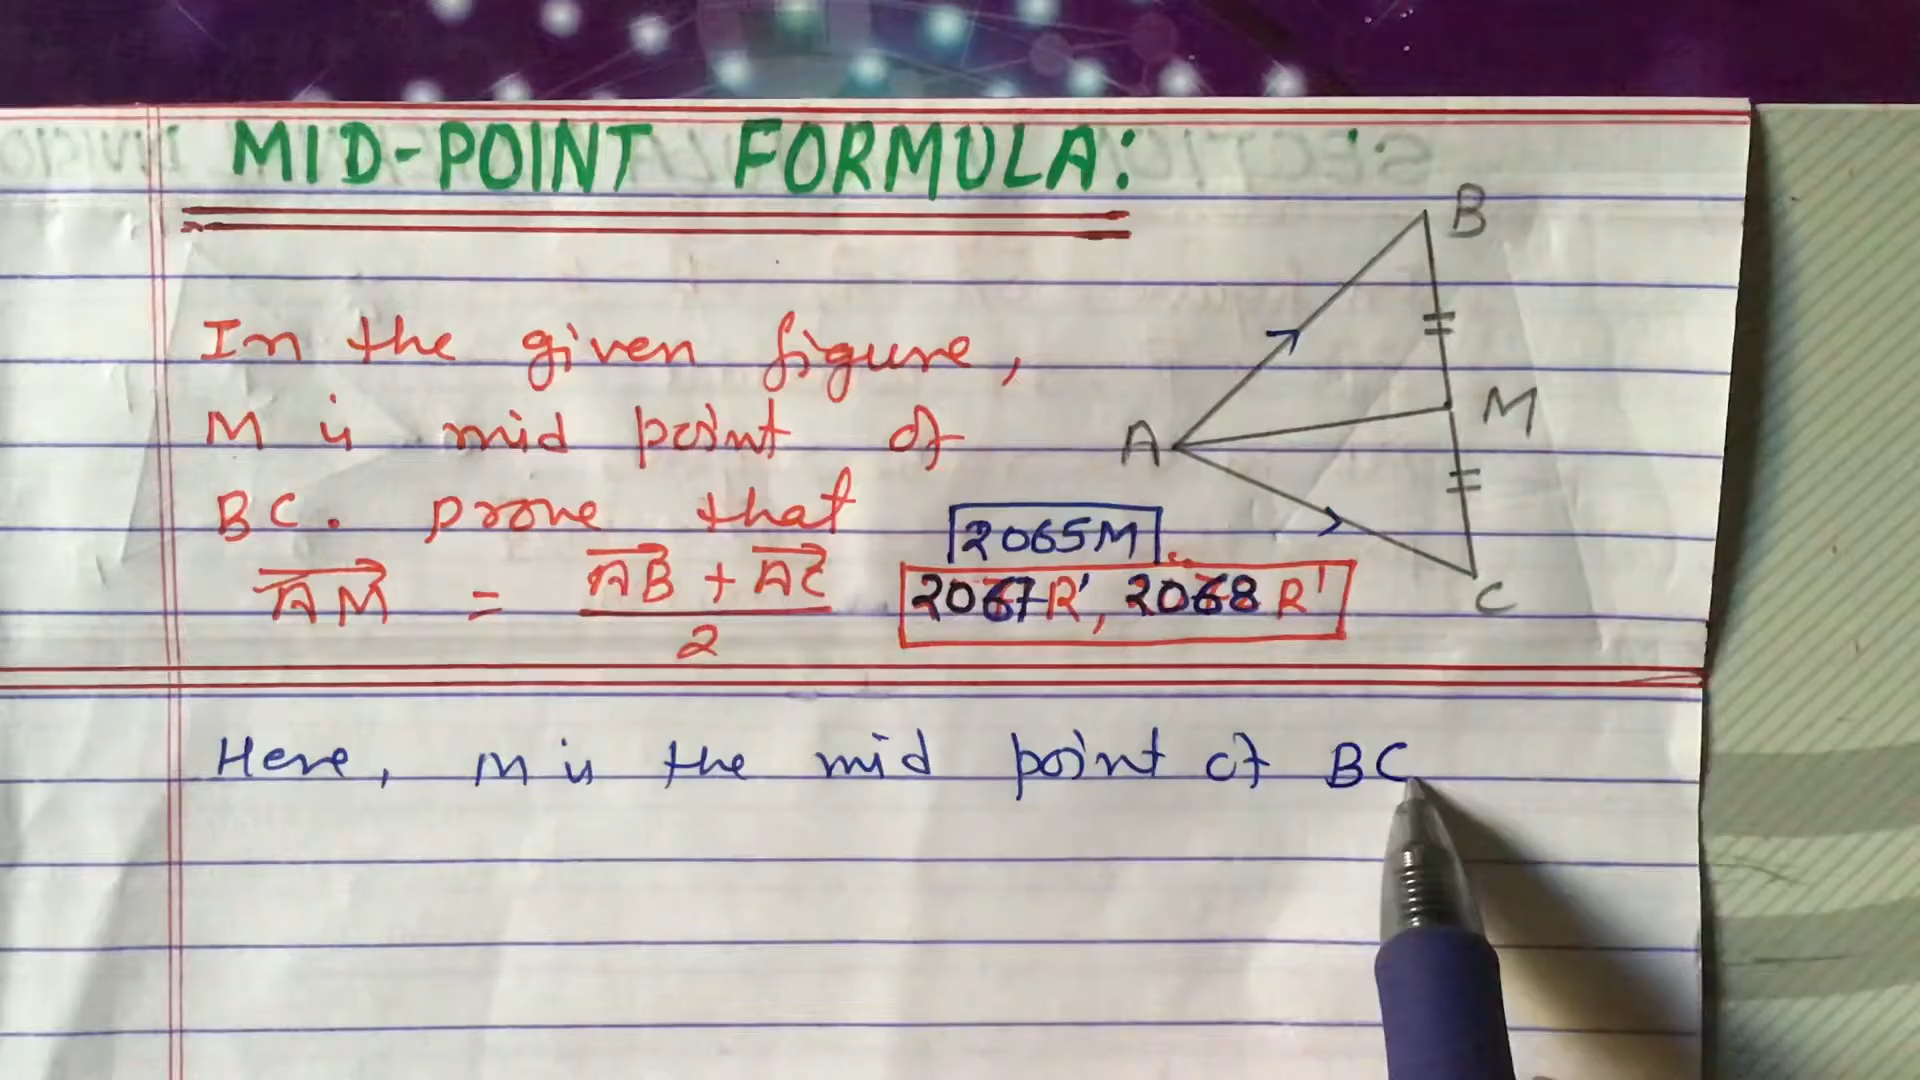 MID-POINT FORMULA:
In the given figure,
M is mid point of
BC. prove that
AM = AB + AC
2
2065M
2067R', 2068 R'
B
M
A
C
Here, M is the mid point of BC